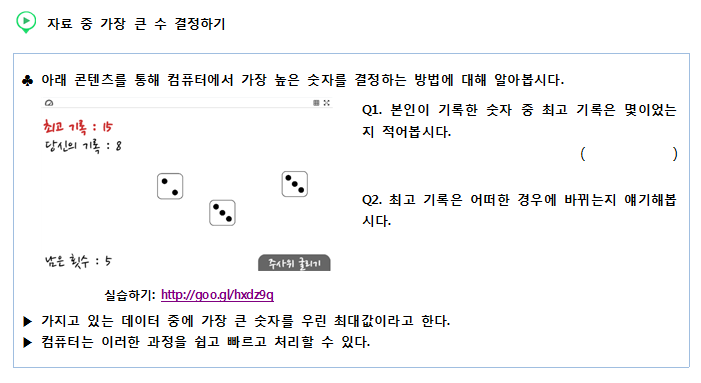 자료 중 가장 큰 수 결정하기
♣ 아래 콘텐츠를 통해 컴퓨터에서 가장 높은 숫자를 결정하는 방법에 대해 알아봅시다.
최고 기록 : 15
당신의 기록 : 8
남은 횟수 : 5
주사위 굴리기
실습하기: http://goo.gl/hxdz9q
Q1. 본인이 기록한 숫자 중 최고 기록은 몇이었는
지 적어봅시다.
( )
Q2. 최고 기록은 어떠한 경우에 바뀌는지 얘기해봅
시다.
▶ 가지고 있는 데이터 중에 가장 큰 숫자를 우린 최대값이라고 한다.
▶ 컴퓨터는 이러한 과정을 쉽고 빠르고 처리할 수 있다.